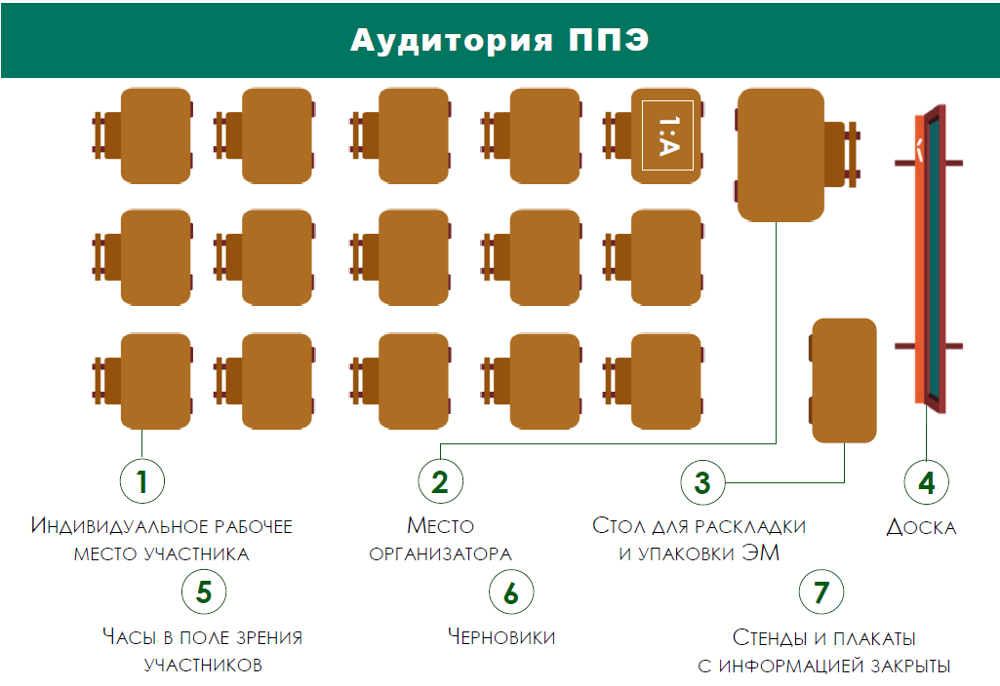 Аудитория ППЭ
1:А
1
2
3
4
Индивидуальное рабочее
место участника
Место
организатора
Стол для раскладки
и упаковки ЭМ
Доска
5
6
7
Часы в поле зрения
участников
Черновики
Стенды и плакаты
с информацией закрыты